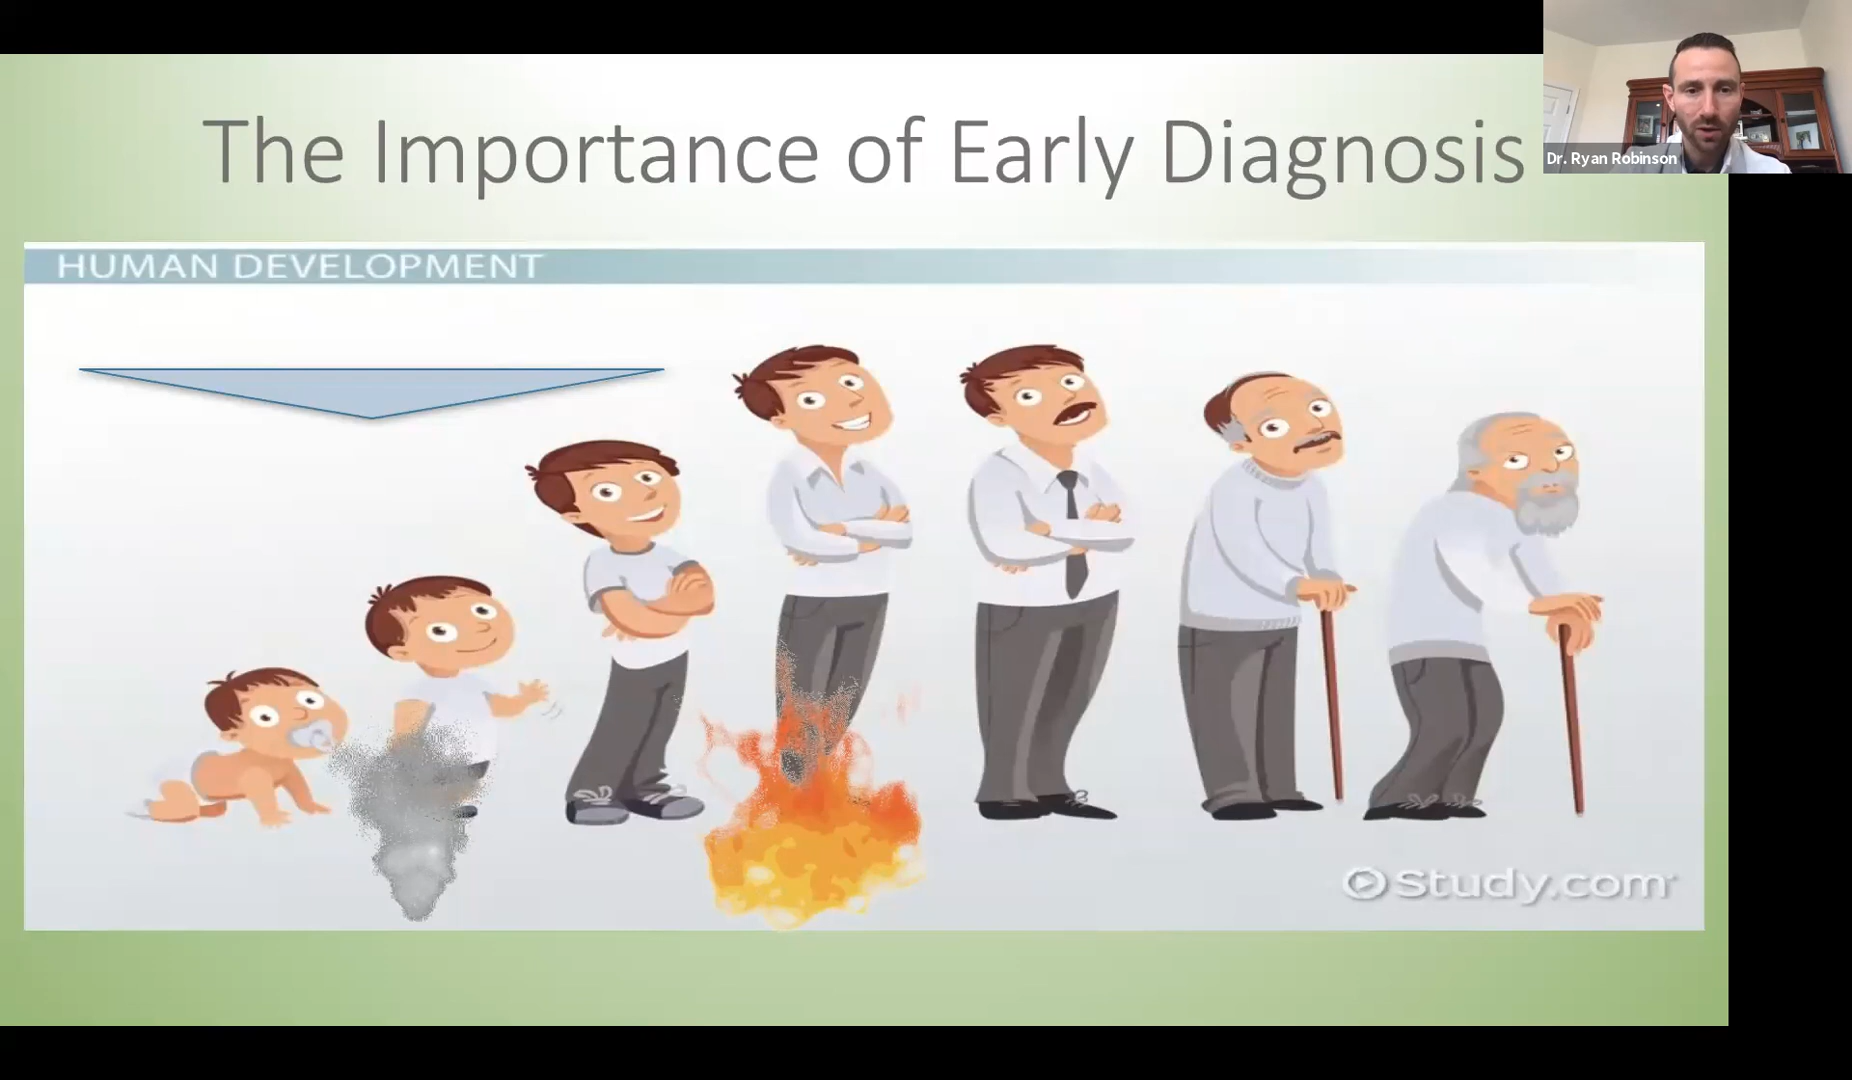 The Importance of Early Diagnosis
Dr. Ryan Robinson
HUMAN DEVELOPMENT
Study.com